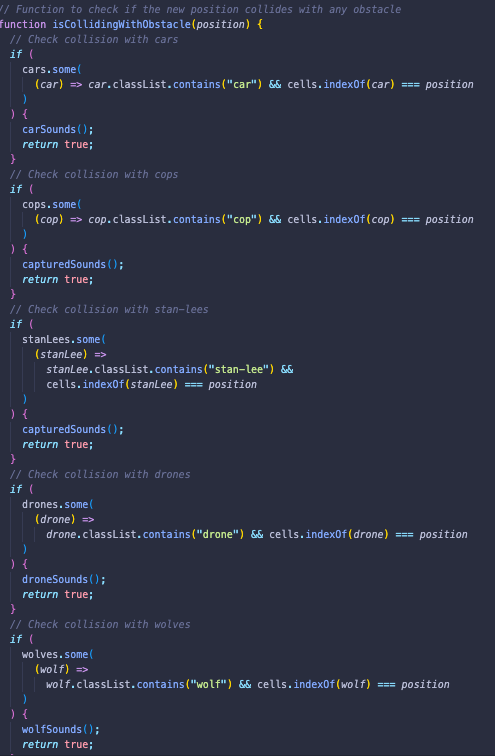 // Function to check if the new position collides with any obstacle
function isCollidingWithObstacle(position) {
  // Check collision with cars
  if (
    cars.some(
      (car) => car.classList.contains("car") && cells.indexOf(car) === position
    )
  ) {
    carSounds();
    return true;
  }
  // Check collision with cops
  if (
    cops.some(
      (cop) => cop.classList.contains("cop") && cells.indexOf(cop) === position
    )
  ) {
    capturedSounds();
    return true;
  }
  // Check collision with stan-lees
  if (
    stanLees.some(
      (stanLee) =>
        stanLee.classList.contains("stan-lee") &&
        cells.indexOf(stanLee) === position
    )
  ) {
    capturedSounds();
    return true;
  }
  // Check collision with drones
  if (
    drones.some(
      (drone) =>
        drone.classList.contains("drone") && cells.indexOf(drone) === position
    )
  ) {
    droneSounds();
    return true;
  }
  // Check collision with wolves
  if (
    wolves.some(
      (wolf) =>
        wolf.classList.contains("wolf") && cells.indexOf(wolf) === position
    )
  ) {
    wolfSounds();
    return true;